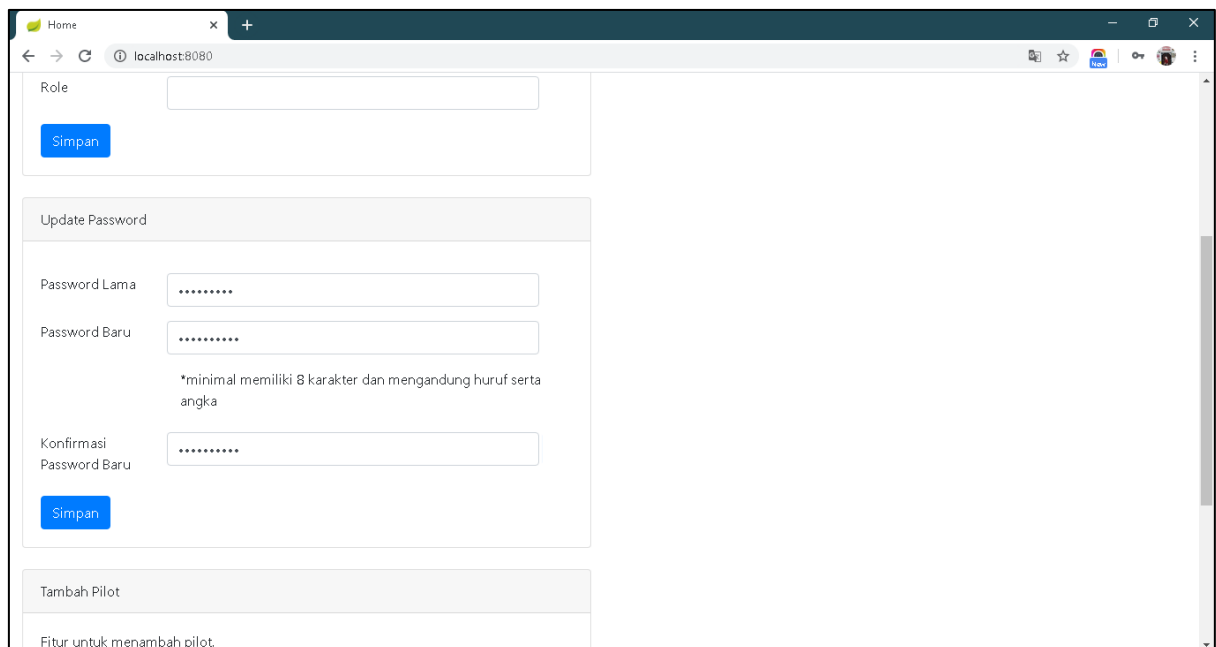 Home
localhost:8080
New
Role
Simpan
Update Password
Password Lama
•••••••••
Password Baru
••••••••••
*minimal memiliki 8 karakter dan mengandung huruf serta
angka
Konfirmasi
Password Baru
••••••••••
Simpan
Tambah Pilot
Fitur untuk menambah pilot.